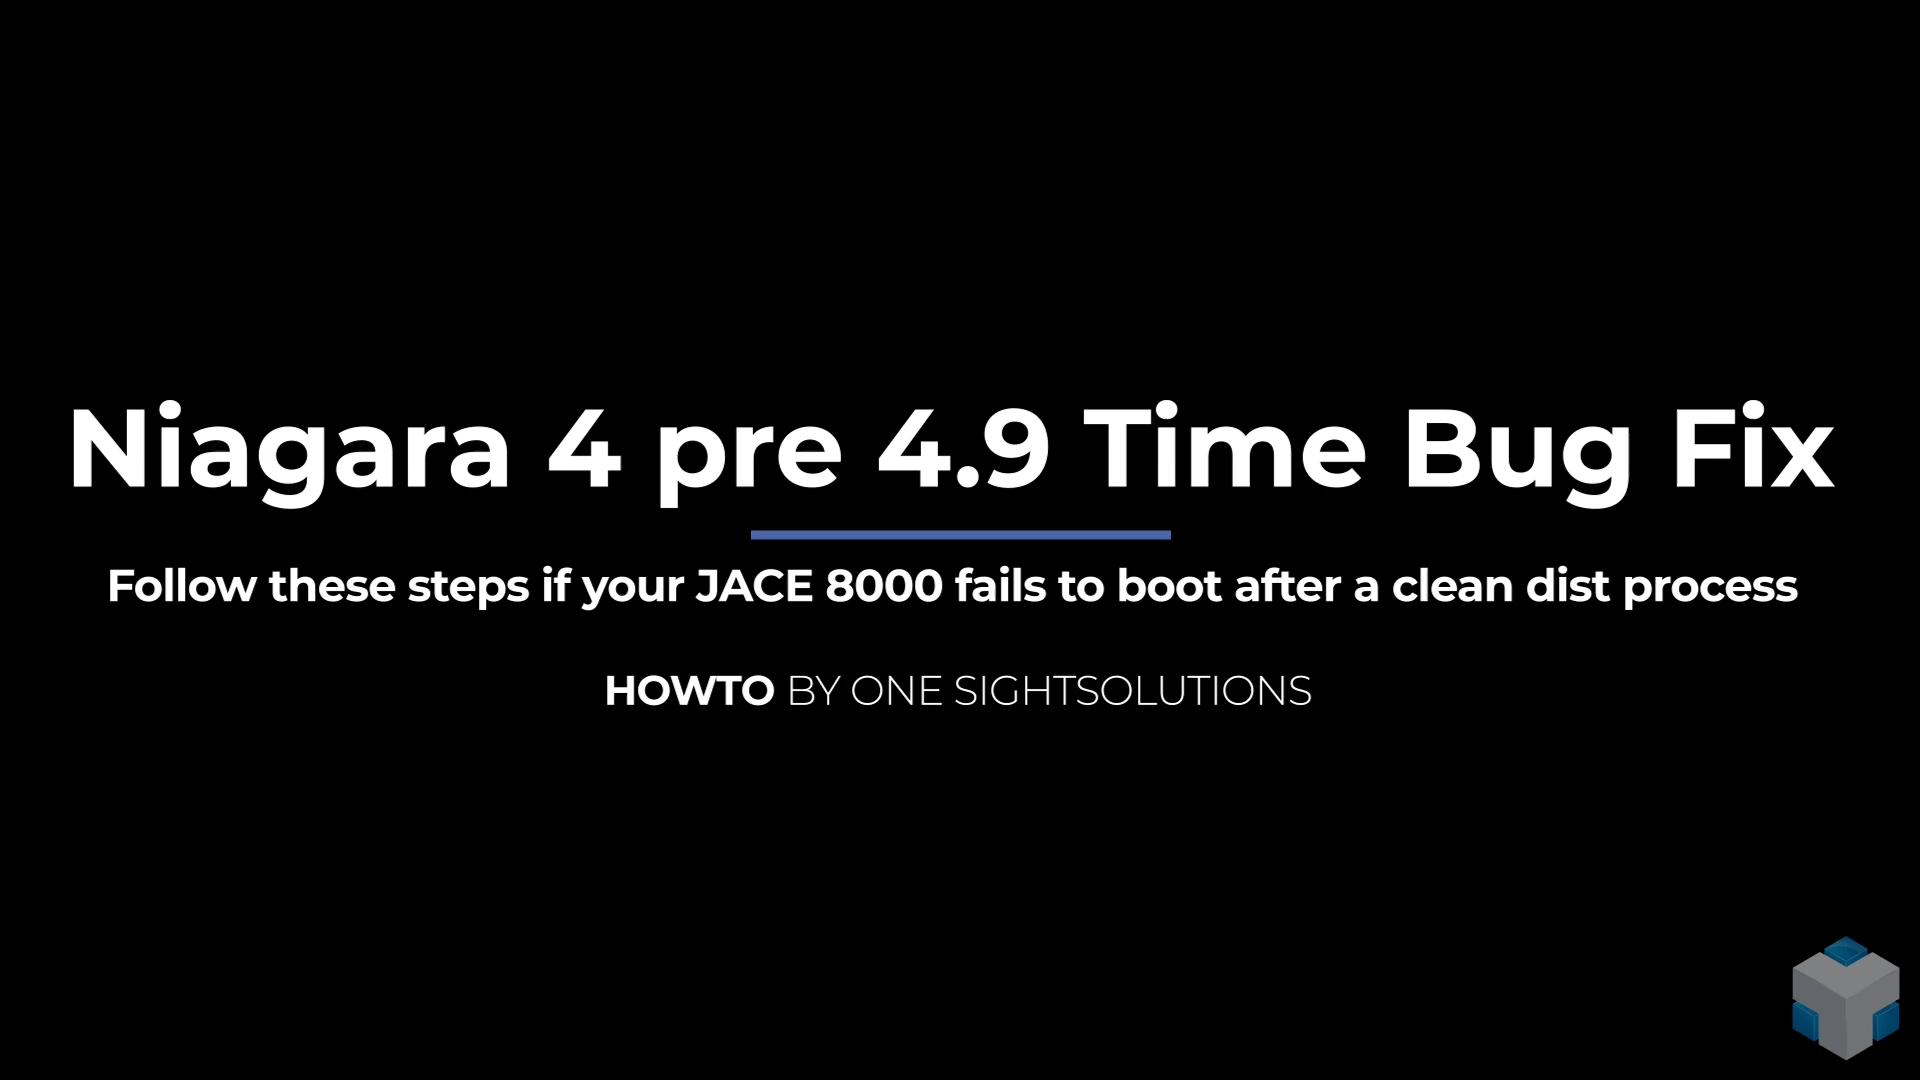 Niagara 4 pre 4.9 Time Bug Fix
Follow these steps if your JACE 8000 fails to boot after a clean dist process
HOWTO BY ONE SIGHTSOLUTIONS